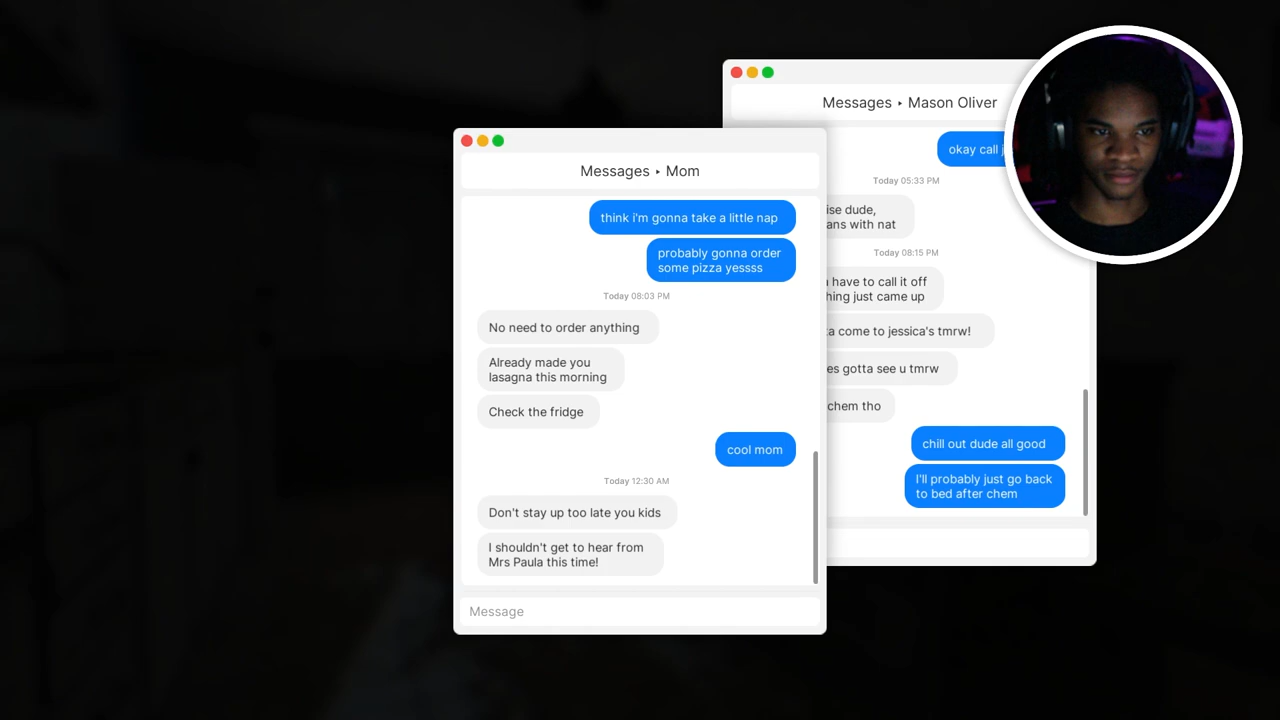 Messages ‣ Mason Oliver
okay call
Today 05:33 PM
dude,
with nat
Today 08:15 PM
have to call it off
just came up
come to jessica's tmrw!
gotta see u tmrw
chem tho
chill out dude all good
I'll probably just go back
to bed after chem
Messages ‣ Mom
think i'm gonna take a little nap
probably gonna order
some pizza yessss
Today 08:03 PM
No need to order anything
Already made you
lasagna this morning
Check the fridge
cool mom
Today 12:30 AM
Don't stay up too late you kids
I shouldn't get to hear from
Mrs Paula this time!
Message